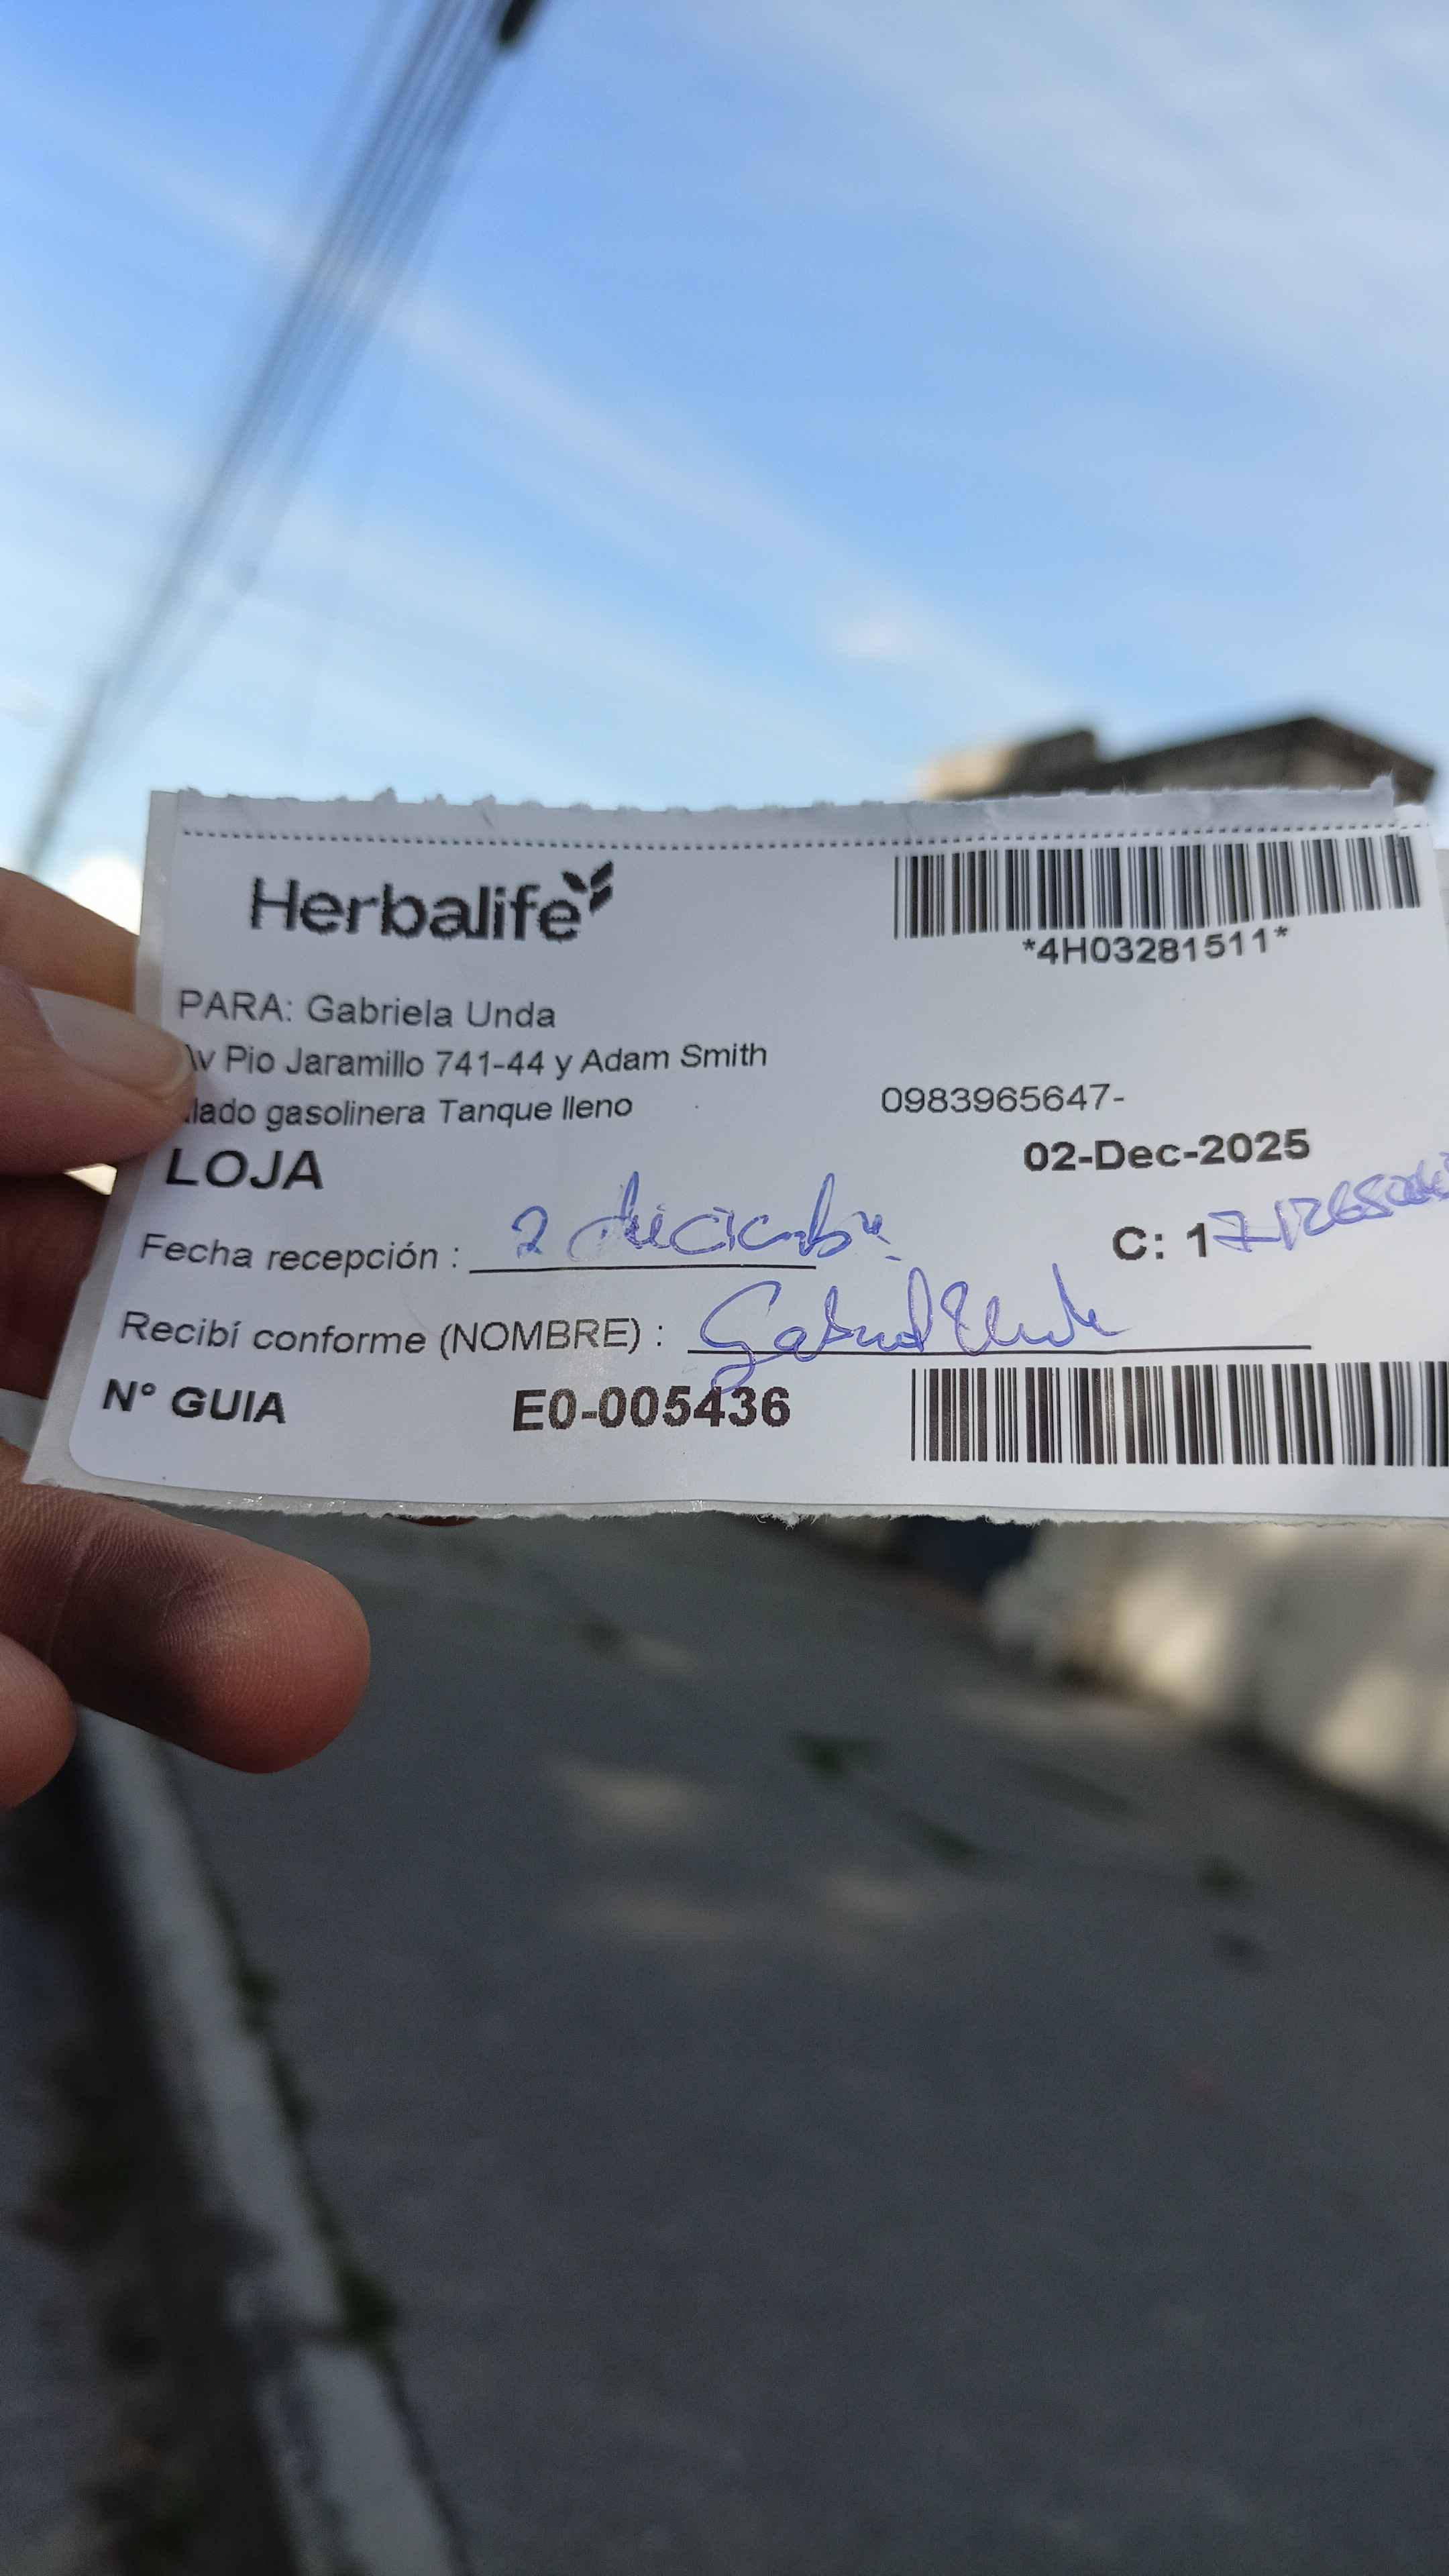 Herbalife
*4H03281511*
PARA: Gabriela Unda
Av Pio Jaramillo 741-44 y Adam Smith
lado gasolinera Tanque lleno
0983965647-
LOJA
02-Dec-2025
Fecha recepción : 2 diciembre
C: 1
Recibí conforme (NOMBRE) :
N° GUIA E0-005436